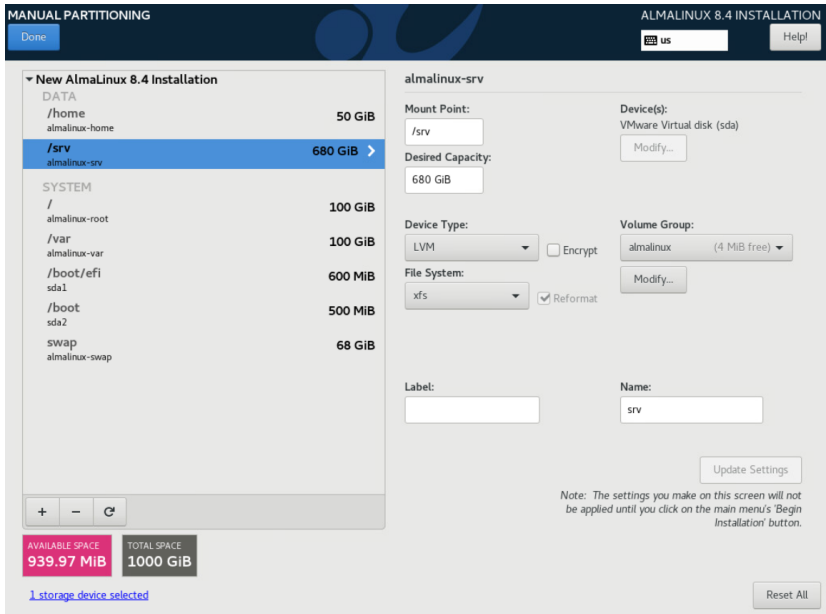 MANUAL PARTITIONING
ALMALINUX 8.4 INSTALLATION
Done
us
Help!
New AlmaLinux 8.4 Installation
DATA
/home
50 GiB
almalinux-home
/srv
680 GiB
almalinux-srv
SYSTEM
/
100 GiB
almalinux-root
/var
100 GiB
almalinux-var
/boot/efi
600 MiB
sda1
/boot
500 MiB
sda2
swap
68 GiB
almalinux-swap
+ −
AVAILABLE SPACE
939.97 MiB
TOTAL SPACE
1000 GiB
1 storage device selected
almalinux-srv
Mount Point:
/srv
Device(s):
VMware Virtual disk (sda)
Modify...
Desired Capacity:
680 GiB
Device Type:
LVM
Encrypt
Volume Group:
almalinux (4 MiB free)
Modify...
File System:
xfs
Reformat
Label:
Name:
srv
Update Settings
Note: The settings you make on this screen will not
be applied until you click on the main menu's 'Begin
Installation' button.
Reset All